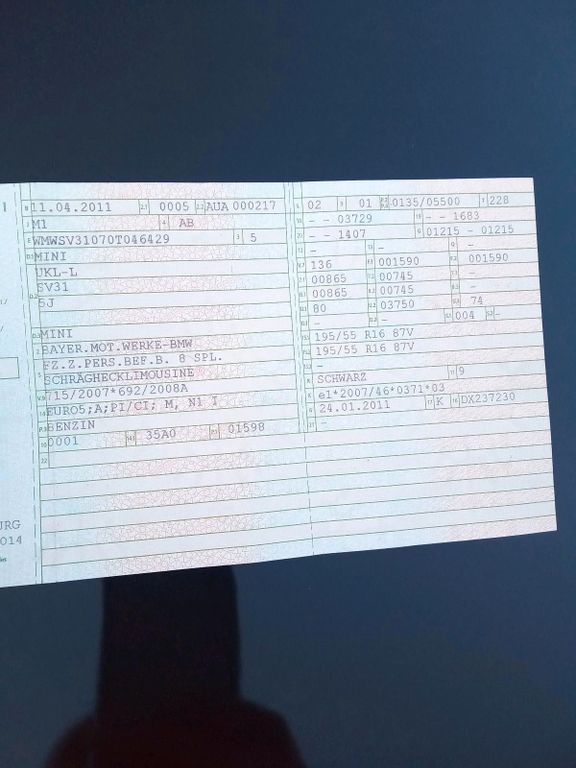 11.04.2011 0005 AUA 000217
M1 AB
WMWSV31070T046429 5
MINI
UKL-L
SV31
5J
MINI
BAYER.MOT.WERKE-BMW
FZ.Z.PERS.BEF.B. 8 SPL.
SCHRÄGHECKLIMOUSINE
715/2007*692/2008A
EURO5;A;PI/CI; M, N1 I
BENZIN
0001 35A0 01598
02 01 0135/05500 228
- - 03729 - - 1683
- - 1407 01215 - 01215
- - -
136 001590 001590
00865 00745 -
00865 00745 -
80 03750 74
- - 004 -
195/55 R16 87V
195/55 R16 87V
-
SCHWARZ 9
e1*2007/46*0371*03
24.01.2011 K DX237230
-
URG
014